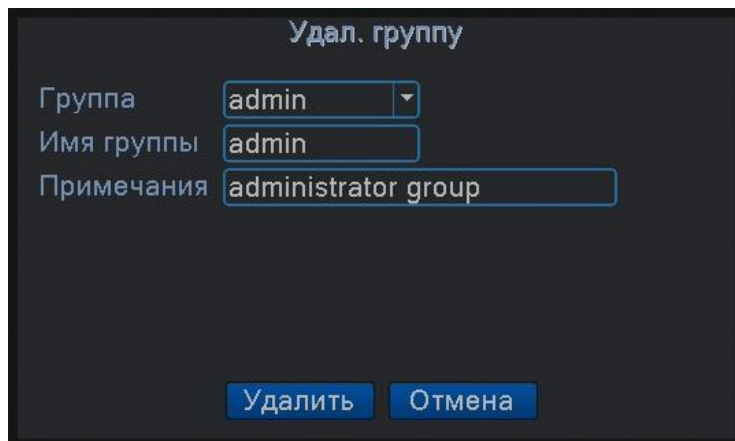 Удал. группу
Группа admin
Имя группы admin
Примечания administrator group
Удалить Отмена